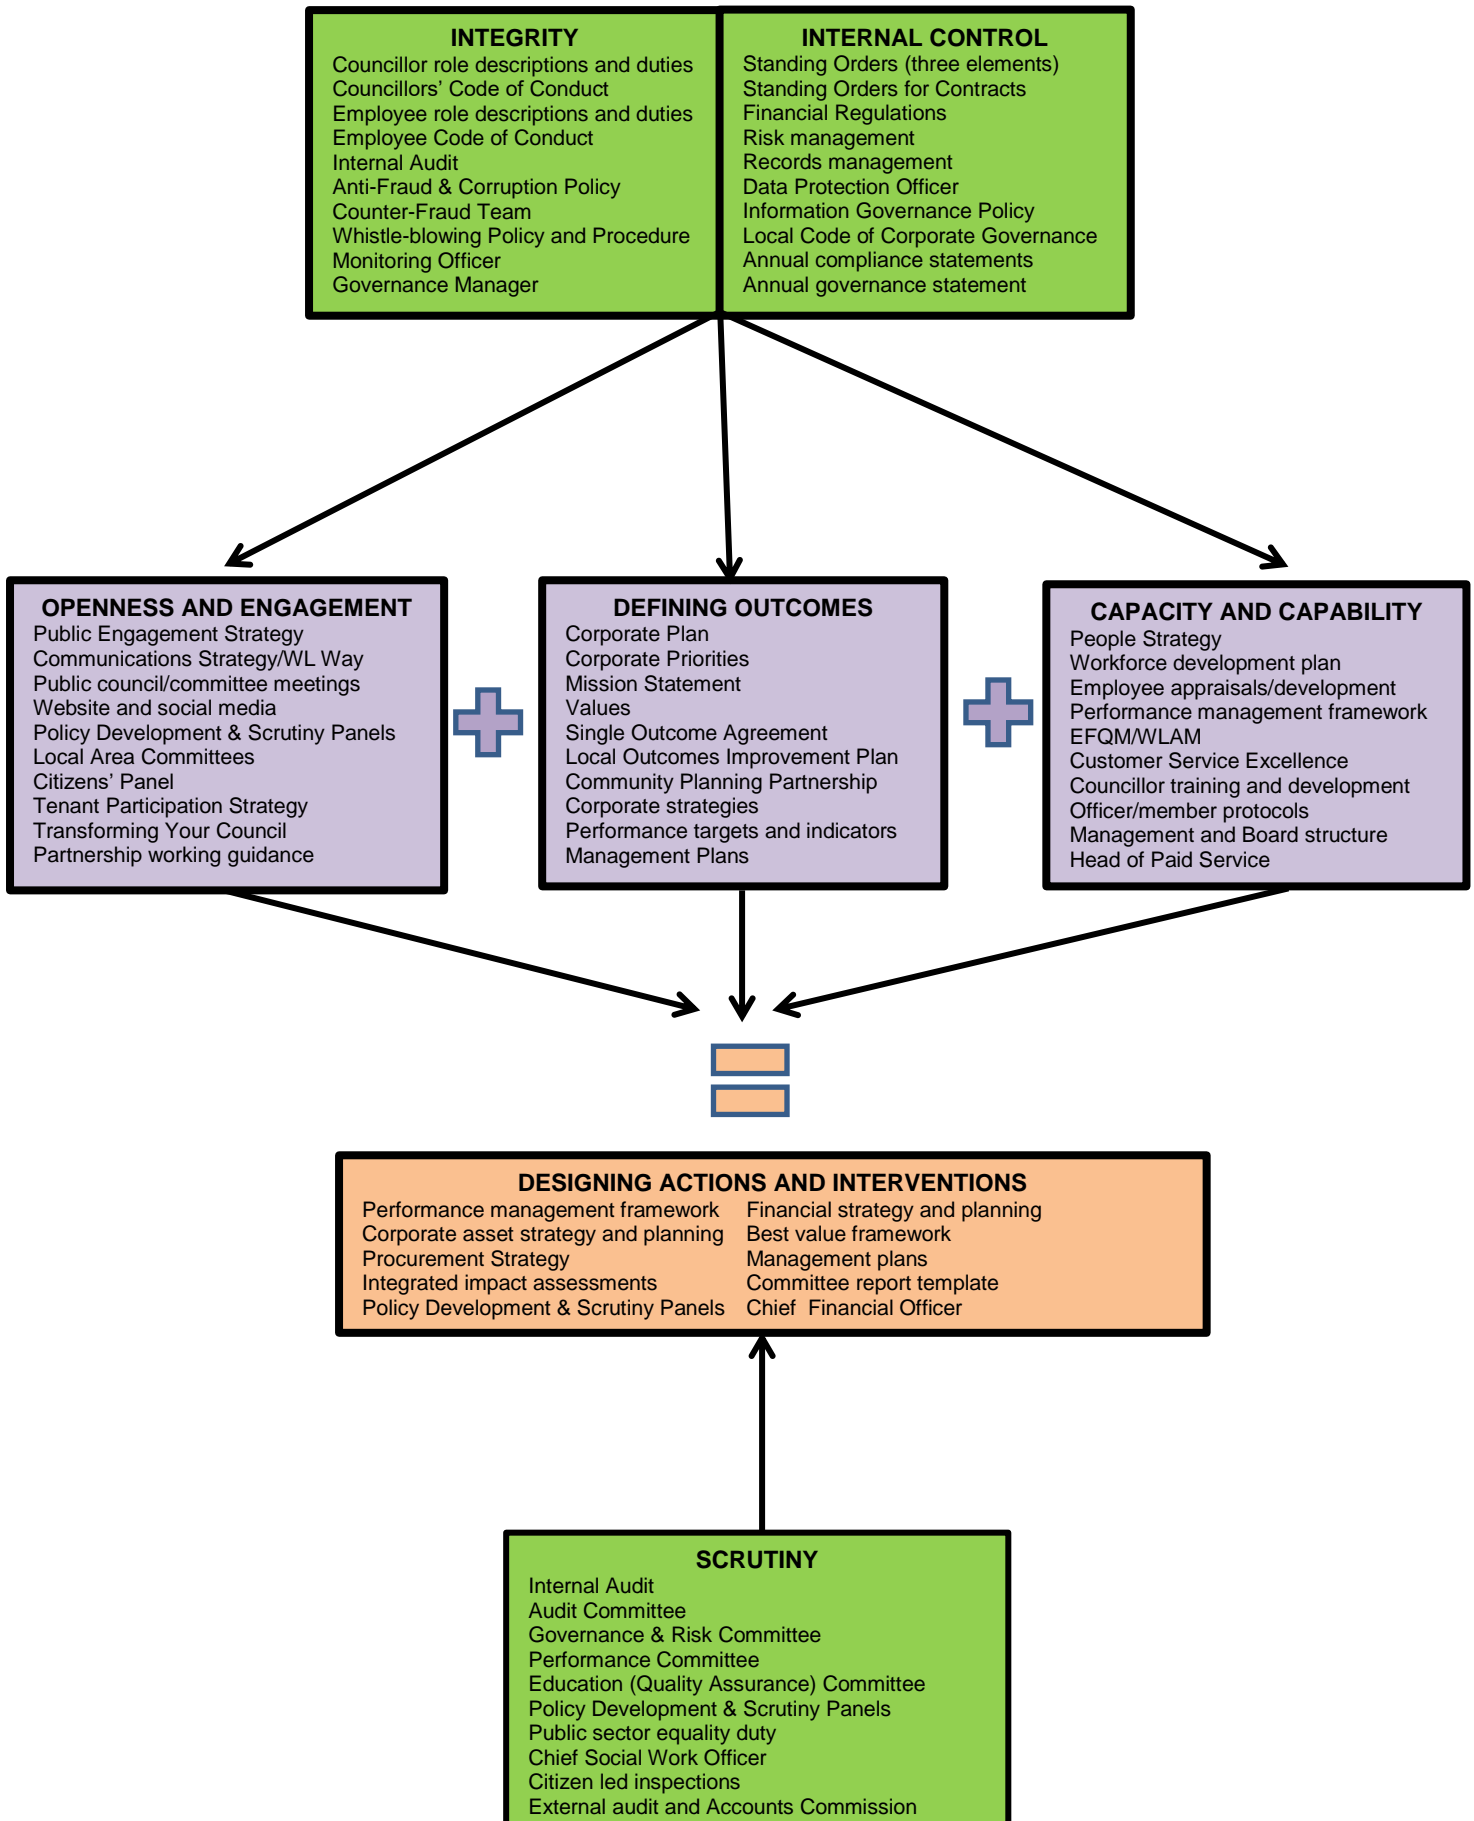 INTEGRITY
Councillor role descriptions and duties
Councillors’ Code of Conduct
Employee role descriptions and duties
Employee Code of Conduct
Internal Audit
Anti-Fraud & Corruption Policy
Counter-Fraud Team
Whistle-blowing Policy and Procedure
Monitoring Officer
Governance Manager
INTERNAL CONTROL
Standing Orders (three elements)
Standing Orders for Contracts
Financial Regulations
Risk management
Records management
Data Protection Officer
Information Governance Policy
Local Code of Corporate Governance
Annual compliance statements
Annual governance statement
OPENNESS AND ENGAGEMENT
Public Engagement Strategy
Communications Strategy/WL Way
Public council/committee meetings
Website and social media
Policy Development & Scrutiny Panels
Local Area Committees
Citizens’ Panel
Tenant Participation Strategy
Transforming Your Council
Partnership working guidance
DEFINING OUTCOMES
Corporate Plan
Corporate Priorities
Mission Statement
Values
Single Outcome Agreement
Local Outcomes Improvement Plan
Community Planning Partnership
Corporate strategies
Performance targets and indicators
Management Plans
CAPACITY AND CAPABILITY
People Strategy
Workforce development plan
Employee appraisals/development
Performance management framework
EFQM/WLAM
Customer Service Excellence
Councillor training and development
Officer/member protocols
Management and Board structure
Head of Paid Service
DESIGNING ACTIONS AND INTERVENTIONS
Performance management framework Financial strategy and planning
Corporate asset strategy and planning Best value framework
Procurement Strategy Management plans
Integrated impact assessments Committee report template
Policy Development & Scrutiny Panels Chief  Financial Officer
SCRUTINY
Internal Audit
Audit Committee
Governance & Risk Committee
Performance Committee
Education (Quality Assurance) Committee
Policy Development & Scrutiny Panels
Public sector equality duty
Chief Social Work Officer
Citizen led inspections
External audit and Accounts Commission